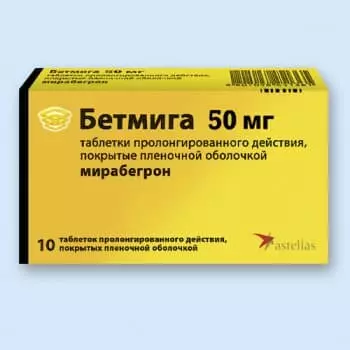 Бетмига 50 мг
таблетки пролонгированного действия,
покрытые пленочной оболочкой
мирабегрон
10 таблеток пролонгированного действия,
покрытых пленочной оболочкой
astellas